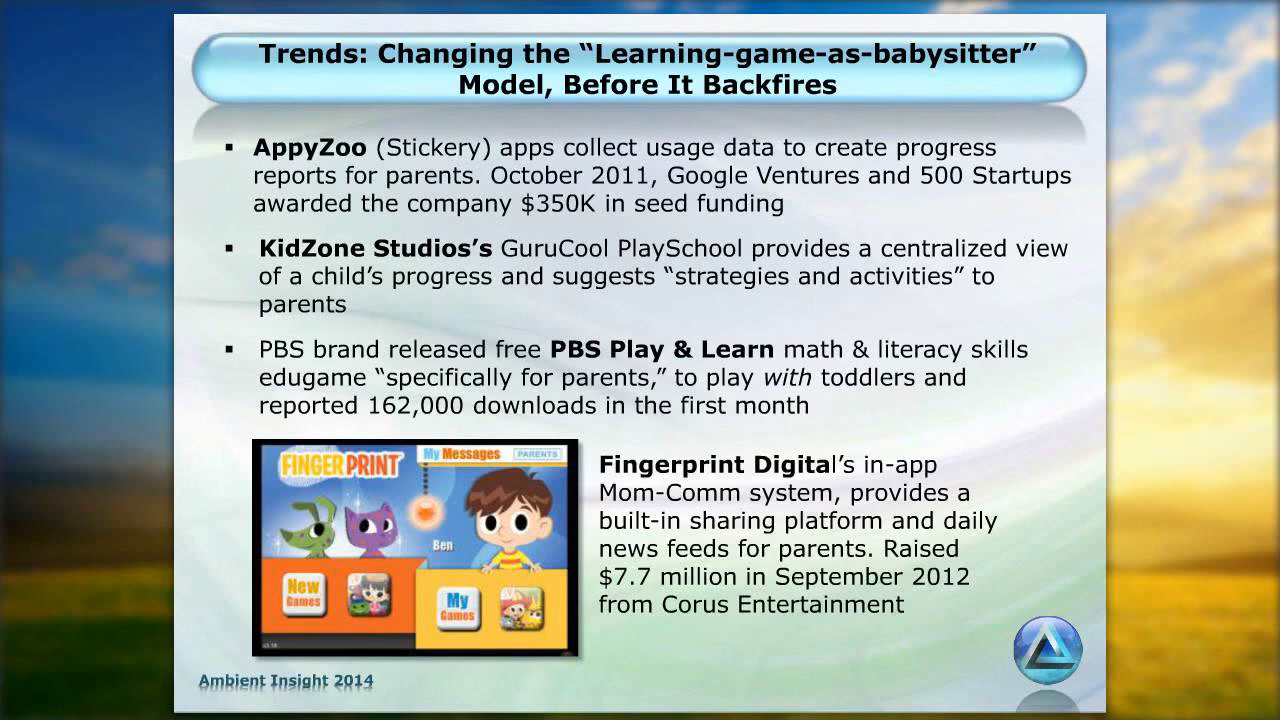 Trends: Changing the “Learning-game-as-babysitter”
Model, Before It Backfires
▪ AppyZoo (Stickery) apps collect usage data to create progress
reports for parents. October 2011, Google Ventures and 500 Startups
awarded the company $350K in seed funding
▪ KidZone Studios’s GuruCool PlaySchool provides a centralized view
of a child’s progress and suggests “strategies and activities” to
parents
▪ PBS brand released free PBS Play & Learn math & literacy skills
edugame “specifically for parents,” to play with toddlers and
reported 162,000 downloads in the first month
FINGERPRINT
My Messages
PARENTS
Ben
New
Games
My
Games
Fingerprint Digital’s in-app
Mom-Comm system, provides a
built-in sharing platform and daily
news feeds for parents. Raised
$7.7 million in September 2012
from Corus Entertainment
Ambient Insight 2014